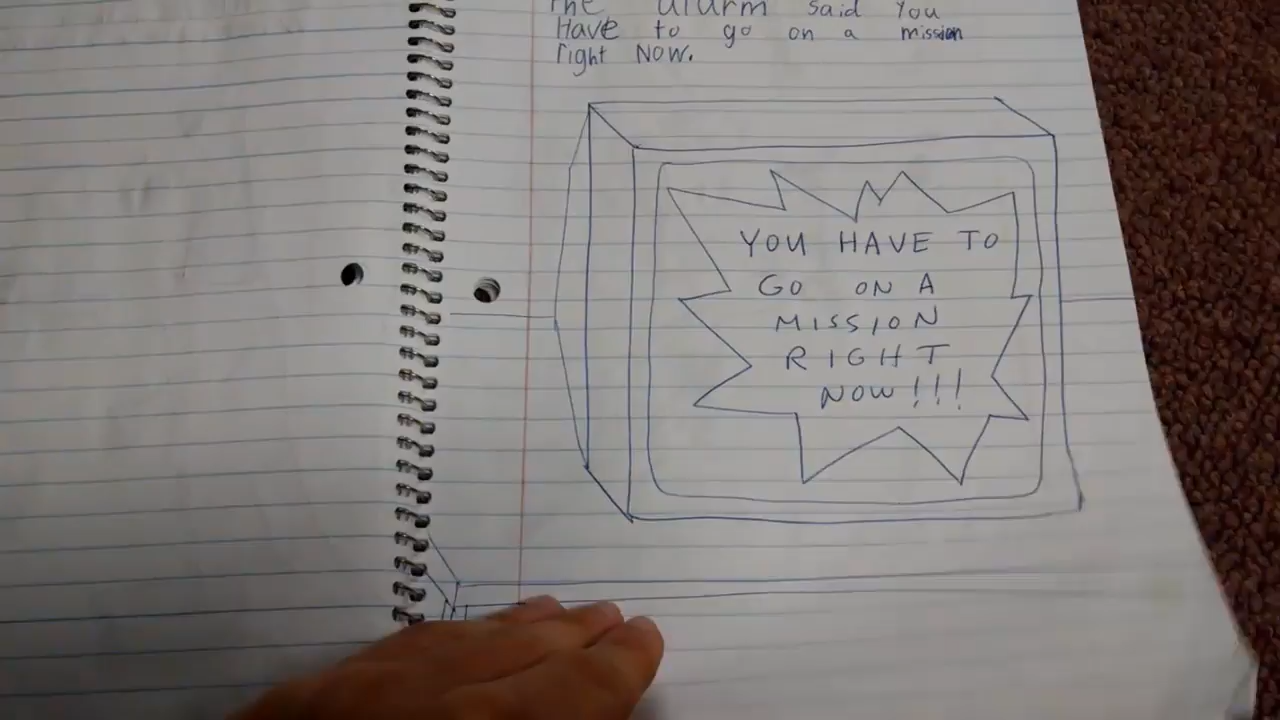 The alarm said You
Have to go on a mission
right Now.
YOU HAVE TO
GO ON A
MISSION
RIGHT
NOW!!!